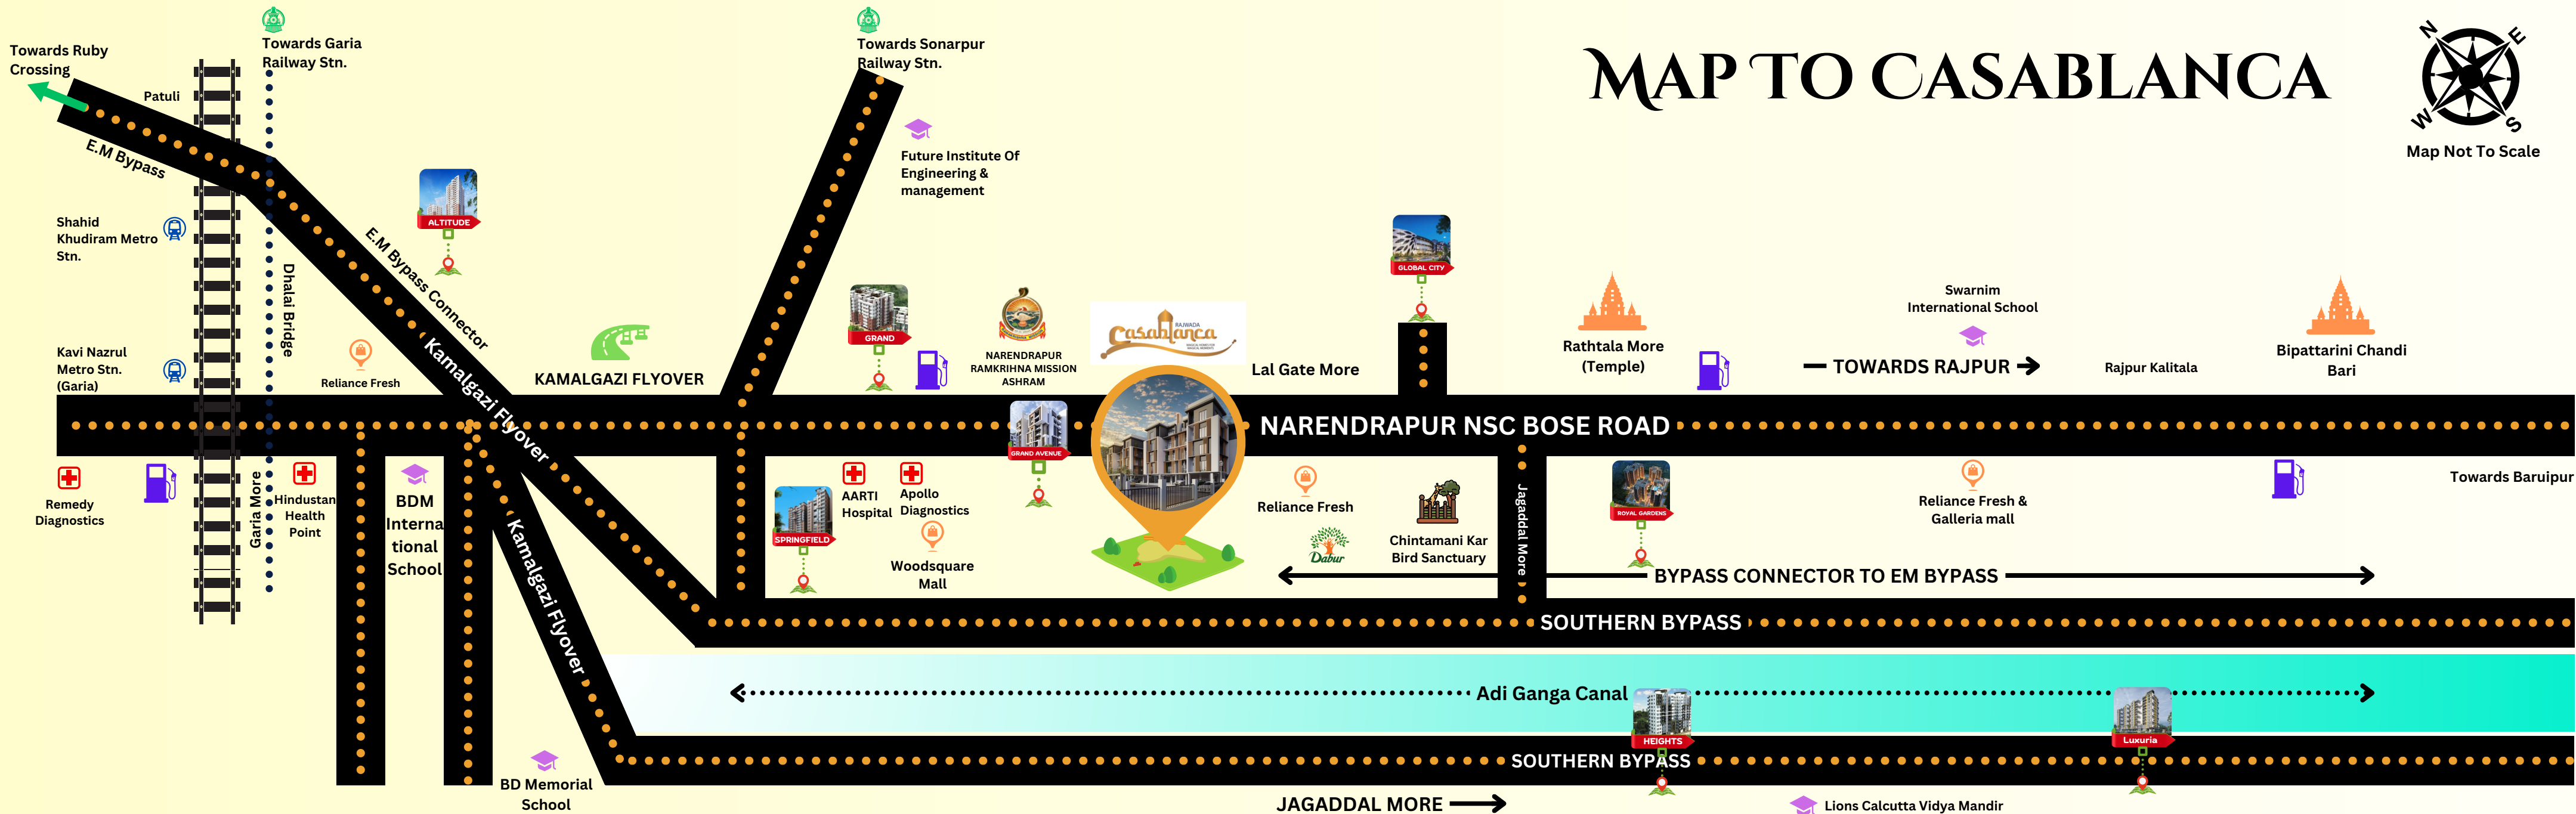 MAP TO CASABLANCA
N
E
W
S
Map Not To Scale
Towards Ruby
Crossing
Towards Garia
Railway Stn.
Towards Sonarpur
Railway Stn.
Patuli
E.M Bypass
Future Institute Of
Engineering &
management
Shahid
Khudiram Metro
Stn.
ALTITUDE
E.M Bypass Connector
Dhalai Bridge
GLOBAL CITY
Swarnim
International School
Kavi Nazrul
Metro Stn.
(Garia)
Reliance Fresh
Kamalgazi Flyover
KAMALGAZI FLYOVER
GRAND
NARENDRAPUR
RAMKRIHNA MISSION
ASHRAM
RAJWADA
Casablanca
Lal Gate More
Rathtala More
(Temple)
TOWARDS RAJPUR
Rajpur Kalitala
Bipattarini Chandi
Bari
NARENDRAPUR NSC BOSE ROAD
GRAND AVENUE
Remedy
Diagnostics
Garia More
Hindustan
Health
Point
BDM
Interna
tional
School
Kamalgazi Flyover
SPRINGFIELD
AARTI
Hospital
Apollo
Diagnostics
Woodsquare
Mall
Reliance Fresh
Dabur
Chintamani Kar
Bird Sanctuary
Jagaddal More
ROYAL GARDENS
Reliance Fresh &
Galleria mall
Towards Baruipur
BYPASS CONNECTOR TO EM BYPASS
SOUTHERN BYPASS
Adi Ganga Canal
HEIGHTS
Luxuria
SOUTHERN BYPASS
BD Memorial
School
JAGADDAL MORE
Lions Calcutta Vidya Mandir